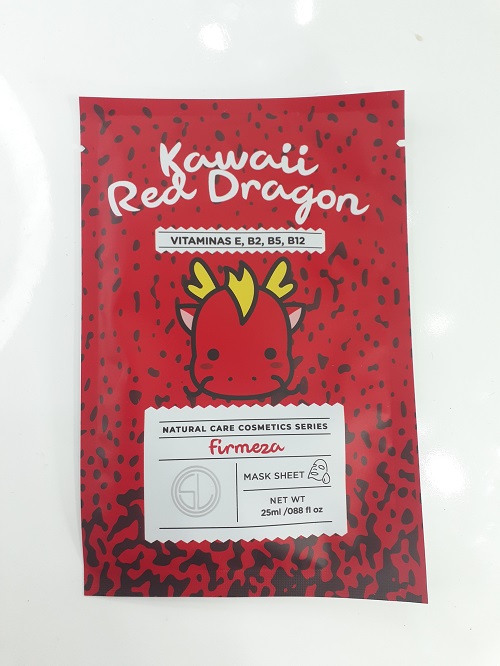 Kawaii
Red Dragon
VITAMINAS E, B2, B5, B12
NATURAL CARE COSMETICS SERIES
Firmeza
MASK SHEET
NET WT
25ml /088 fl oz